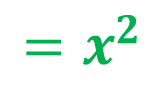 = x²